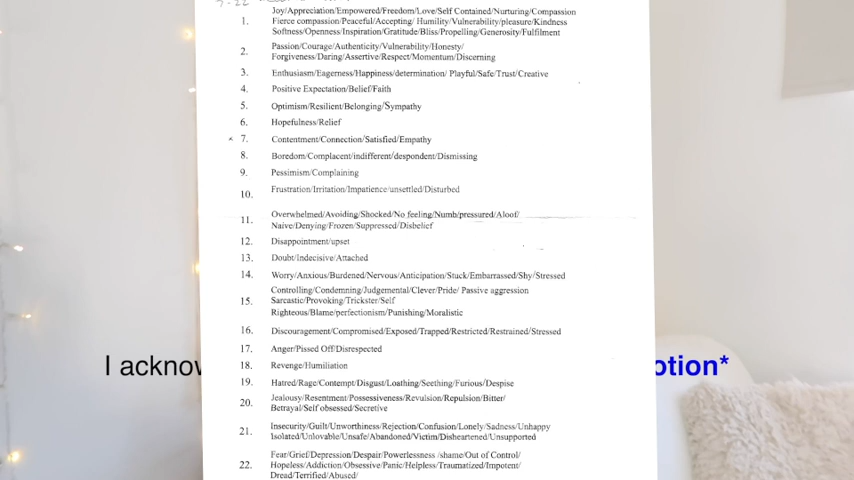 7-22
1. Joy/Appreciation/Empowered/Freedom/Love/Self Contained/Nurturing/Compassion
Fierce compassion/Peaceful/Accepting/ Humility/Vulnerability/pleasure/Kindness
Softness/Openness/Inspiration/Gratitude/Bliss/Propelling/Generosity/Fulfilment
2. Passion/Courage/Authenticity/Vulnerability/Honesty/
Forgiveness/Daring/Assertive/Respect/Momentum/Discerning
3. Enthusiasm/Eagerness/Happiness/determination/ Playful/Safe/Trust/Creative
4. Positive Expectation/Belief/Faith
5. Optimism/Resilient/Belonging/Sympathy
6. Hopefulness/Relief
7. Contentment/Connection/Satisfied/Empathy
8. Boredom/Complacent/indifferent/despondent/Dismissing
9. Pessimism/Complaining
10. Frustration/Irritation/Impatience/unsettled/Disturbed
11. Overwhelmed/Avoiding/Shocked/No feeling/Numb/pressured/Aloof/
Naive/Denying/Frozen/Suppressed/Disbelief
12. Disappointment/upset
13. Doubt/Indecisive/Attached
14. Worry/Anxious/Burdened/Nervous/Anticipation/Stuck/Embarrassed/Shy/Stressed
15. Controlling/Condemning/Judgemental/Clever/Pride/ Passive aggression
Sarcastic/Provoking/Trickster/Self
Righteous/Blame/perfectionism/Punishing/Moralistic
16. Discouragement/Compromised/Exposed/Trapped/Restricted/Restrained/Stressed
17. Anger/Pissed Off/Disrespected
I acknow otion*
18. Revenge/Humiliation
19. Hatred/Rage/Contempt/Disgust/Loathing/Seething/Furious/Despise
20. Jealousy/Resentment/Possessiveness/Revulsion/Repulsion/Bitter/
Betrayal/Self obsessed/Secretive
21. Insecurity/Guilt/Unworthiness/Rejection/Confusion/Lonely/Sadness/Unhappy
Isolated/Unlovable/Unsafe/Abandoned/Victim/Disheartened/Unsupported
22. Fear/Grief/Depression/Despair/Powerlessness /shame/Out of Control/
Hopeless/Addiction/Obsessive/Panic/Helpless/Traumatized/Impotent/
Dread/Terrified/Abused/